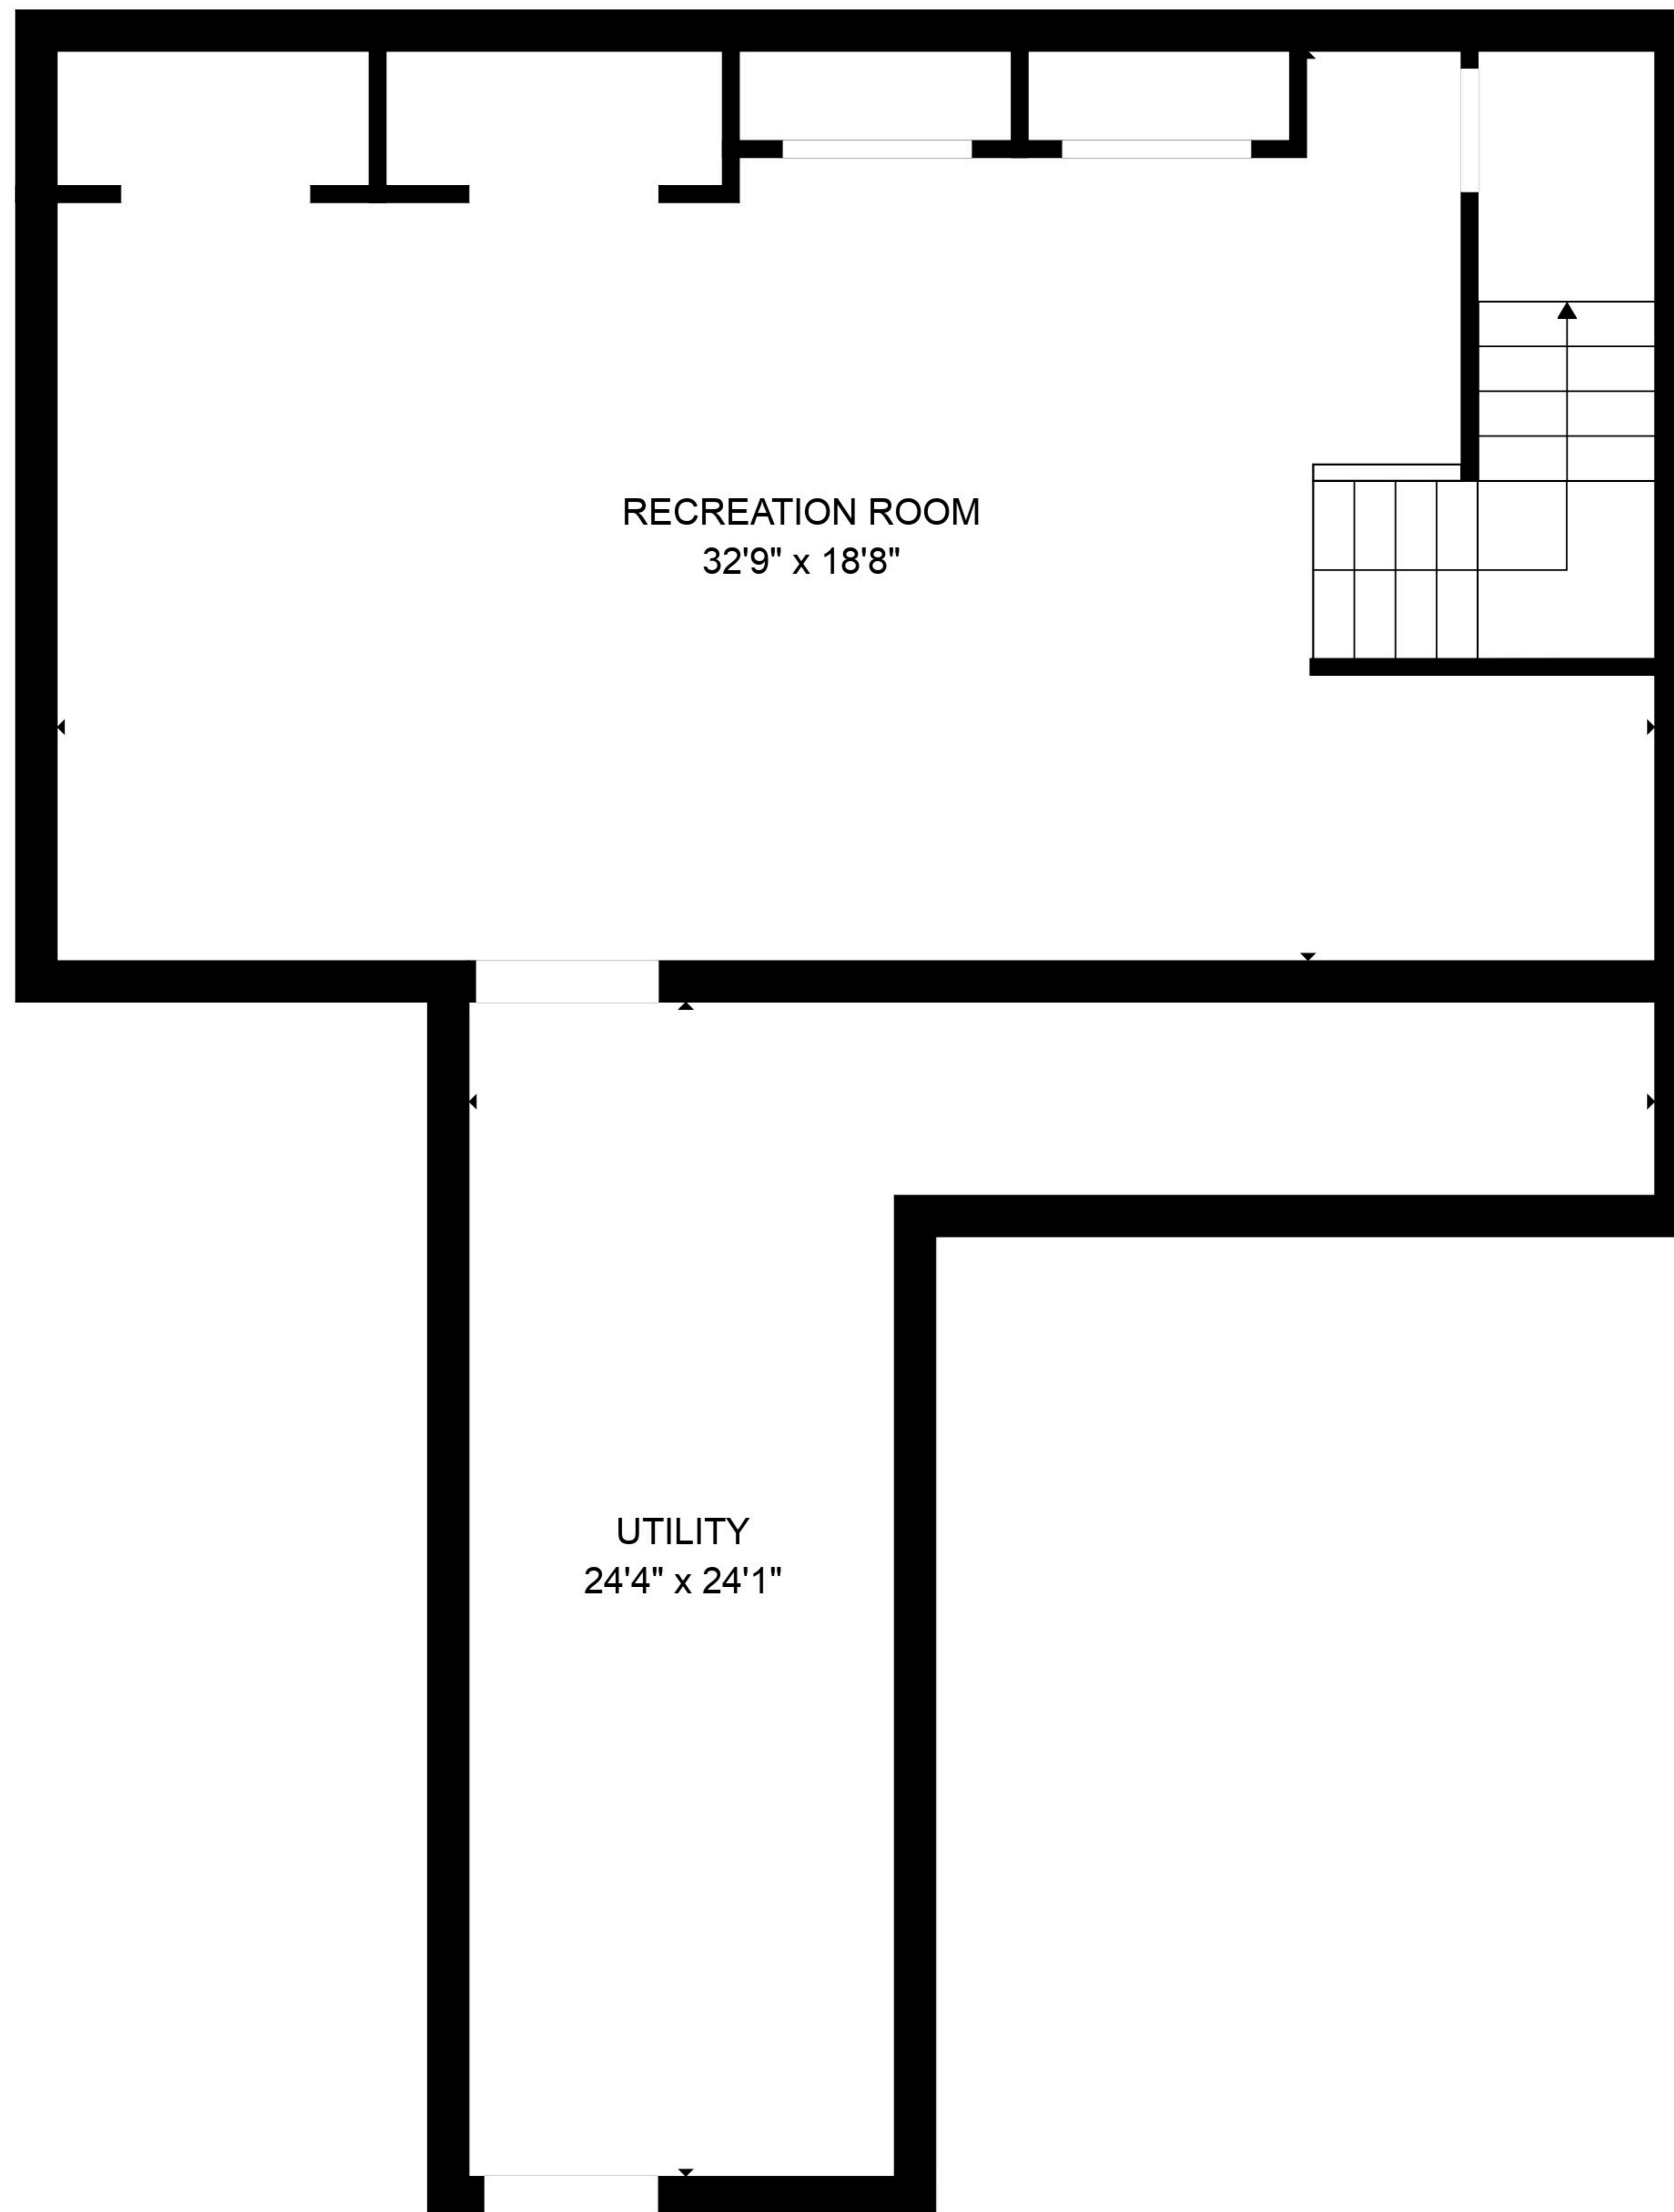 RECREATION ROOM
32'9" x 18'8"
UTILITY
24'4" x 24'1"